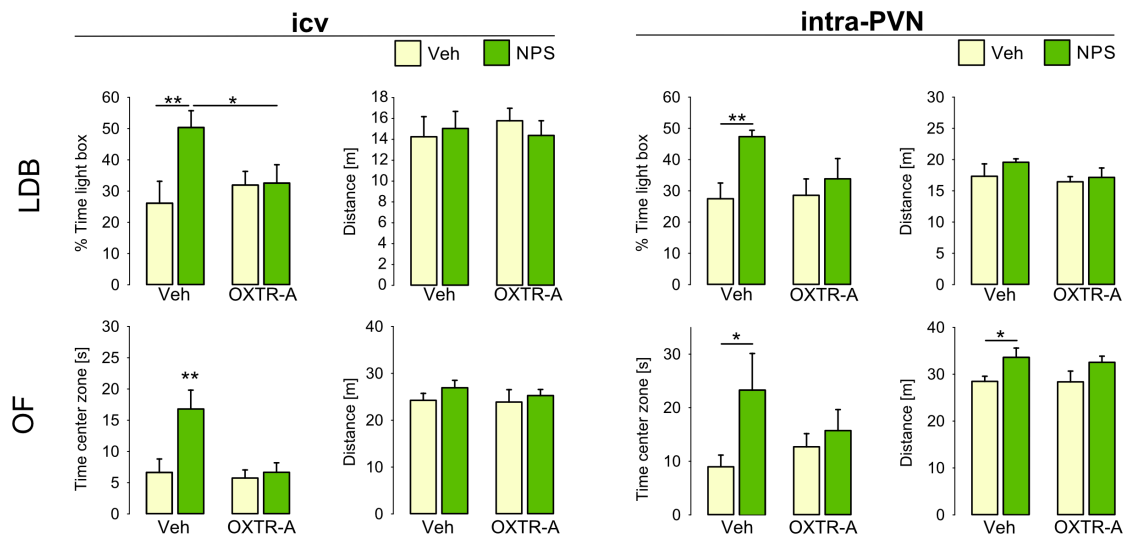 icv
Veh NPS
intra-PVN
Veh NPS
LDB
% Time light box
60
50
40
30
20
10
0
** *
Veh OXTR-A
Distance [m]
18
16
14
12
10
8
6
4
2
0
Veh OXTR-A
% Time light box
60
50
40
30
20
10
0
**
Veh OXTR-A
Distance [m]
30
25
20
15
10
5
0
Veh OXTR-A
OF
Time center zone [s]
30
25
20
15
10
5
0
**
Veh OXTR-A
Distance [m]
40
30
20
10
0
Veh OXTR-A
Time center zone [s]
30
20
10
0
*
Veh OXTR-A
Distance [m]
40
30
20
10
0
*
Veh OXTR-A